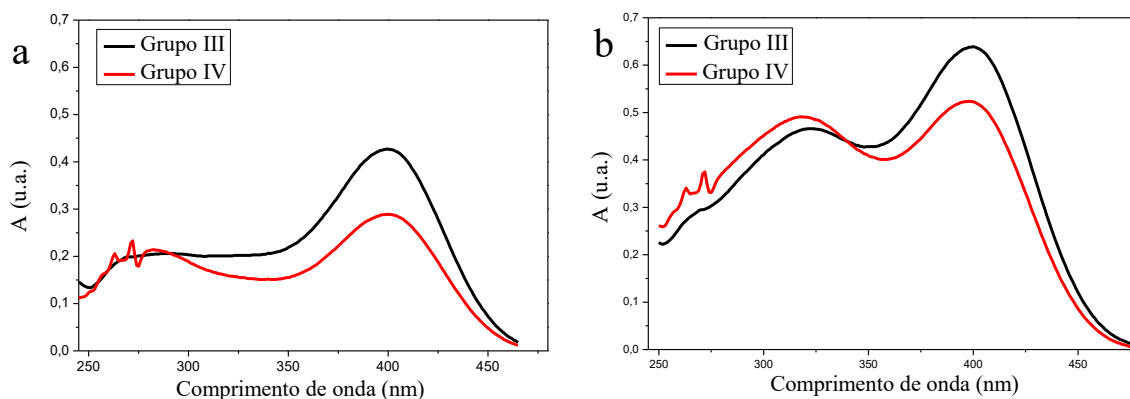 a
Grupo III
Grupo IV
0,7
0,6
0,5
0,4
0,3
0,2
0,1
0,0
A (u.a.)
245 250 300 350 400 450
Comprimento de onda (nm)
b
Grupo III
Grupo IV
0,7
0,6
0,5
0,4
0,3
0,2
0,1
0,0
A (u.a.)
245 250 300 350 400 450
Comprimento de onda (nm)